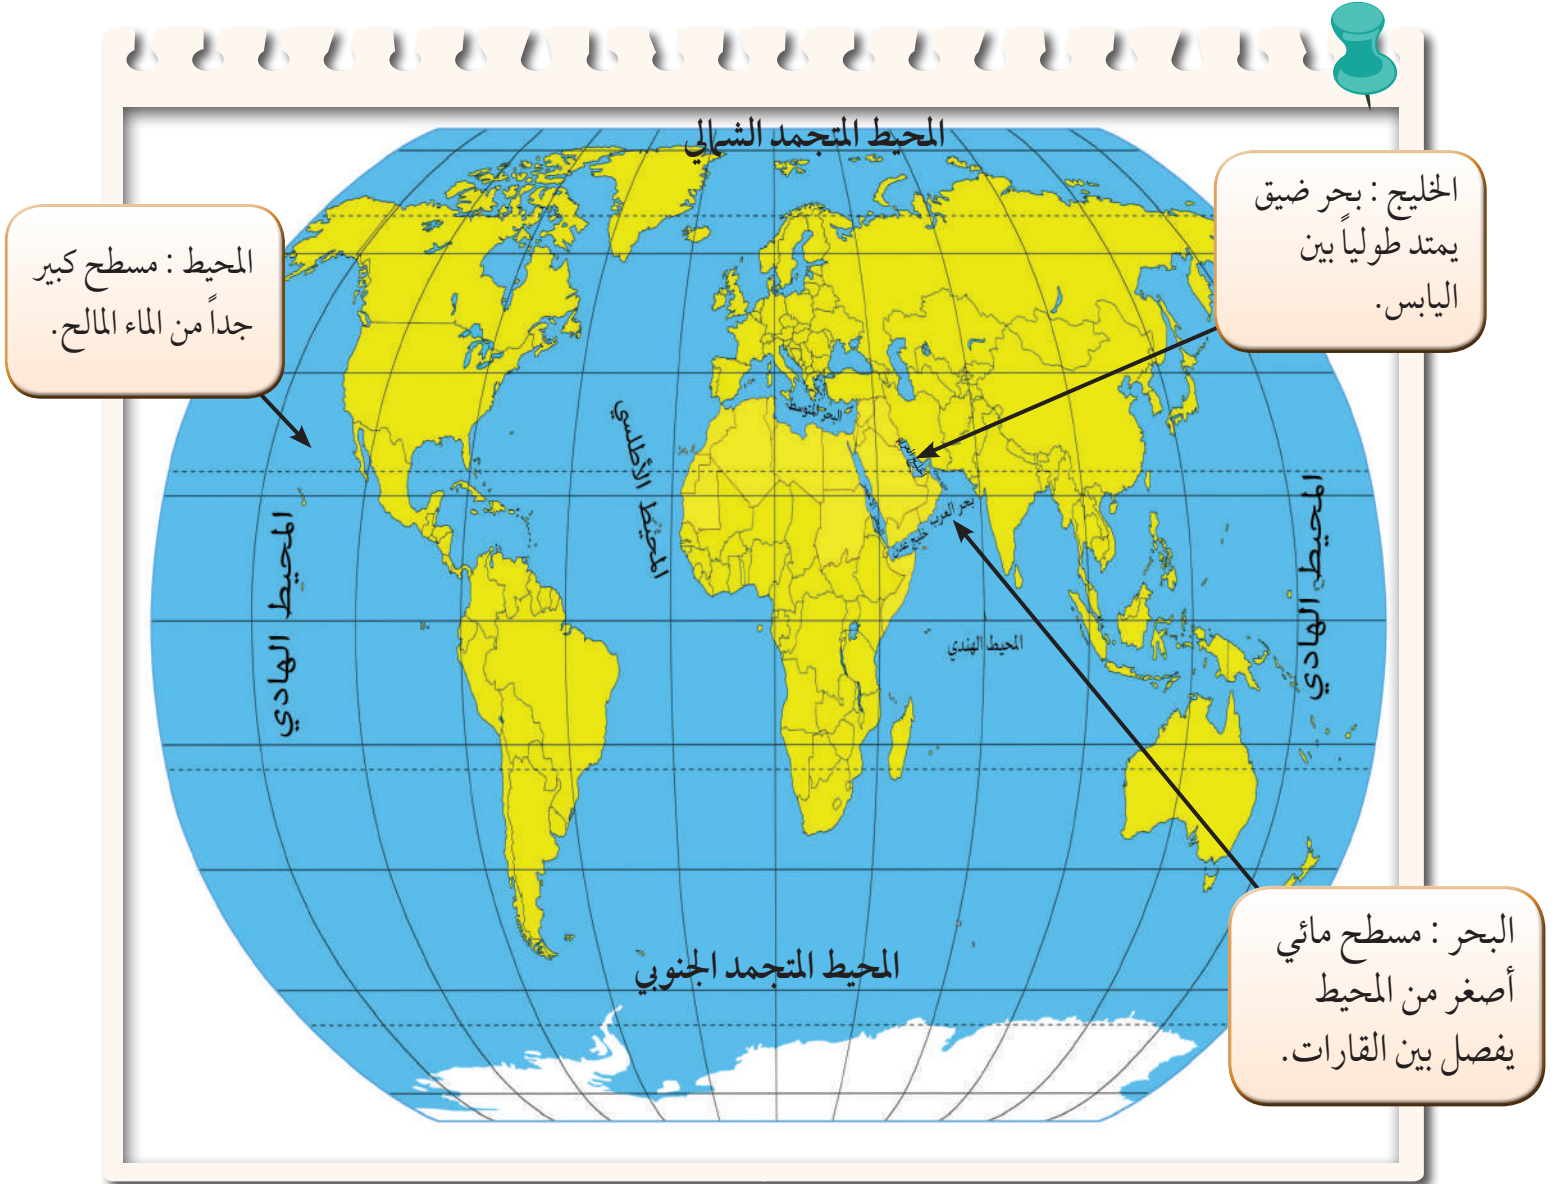 المحيط المتجمد الشمالي
الخليج : بحر ضيق
يمتد طولياً بين
اليابس.
المحيط : مسطح كبير
جداً من الماء المالح.
البحر المتوسط
المحيط الأطلسي
الخليج العربي
بحر العرب
خليج عدن
المحيط الهادي
المحيط الهادي
المحيط الهندي
البحر : مسطح مائي
أصغر من المحيط
يفصل بين القارات.
المحيط المتجمد الجنوبي